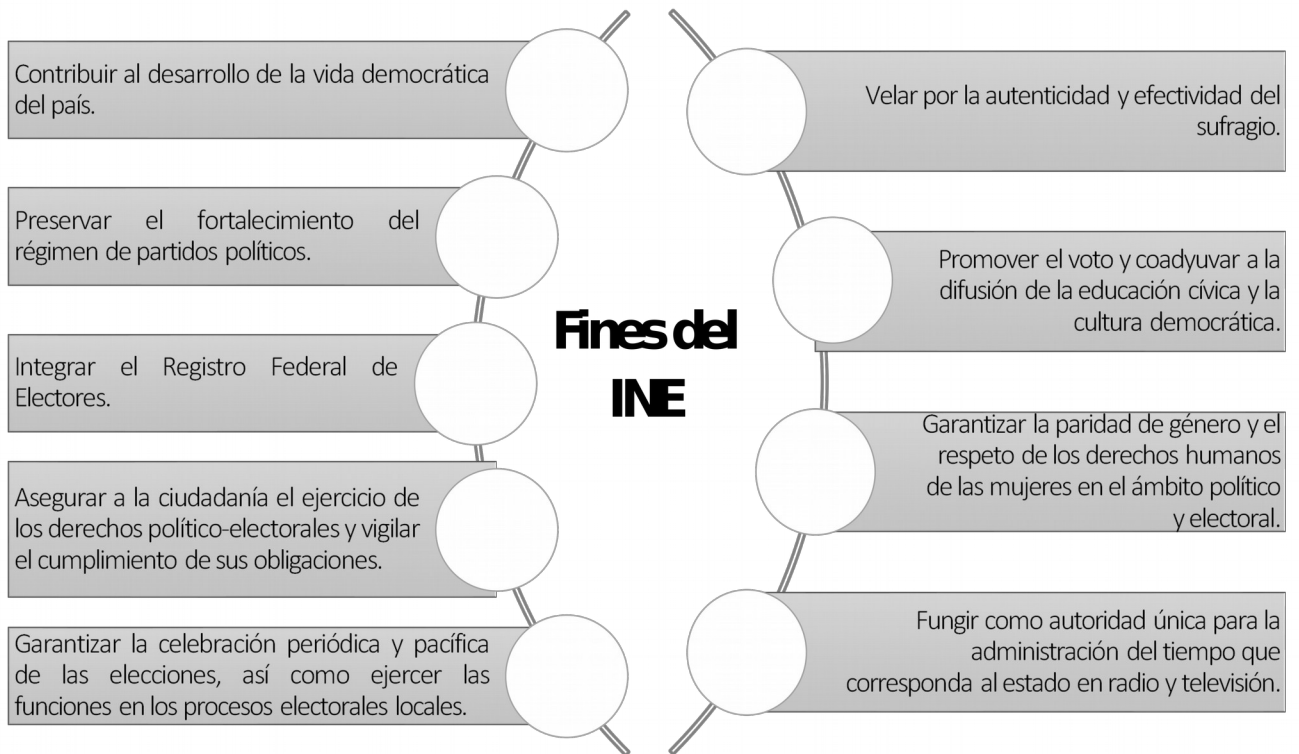 Contribuir al desarrollo de la vida democrática
del país.
Preservar el fortalecimiento del
régimen de partidos políticos.
Integrar el Registro Federal de
Electores.
Asegurar a la ciudadanía el ejercicio de
los derechos político-electorales y vigilar
el cumplimiento de sus obligaciones.
Garantizar la celebración periódica y pacífica
de las elecciones, así como ejercer las
funciones en los procesos electorales locales.
Fines del
INE
Velar por la autenticidad y efectividad del
sufragio.
Promover el voto y coadyuvar a la
difusión de la educación cívica y la
cultura democrática.
Garantizar la paridad de género y el
respeto de los derechos humanos
de las mujeres en el ámbito político
y electoral.
Fungir como autoridad única para la
administración del tiempo que
corresponda al estado en radio y televisión.